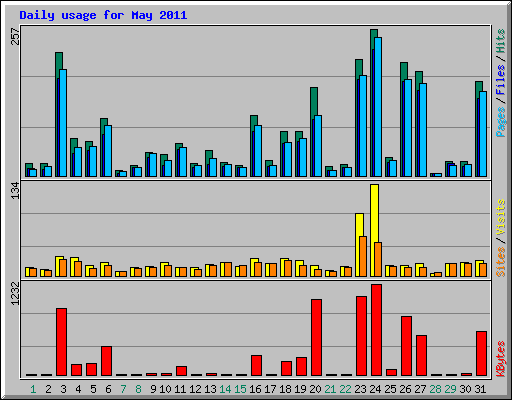 Daily usage for May 2011
257
Pages / Files / Hits
134
Sites / Visits
1232
KBytes
1 2 3 4 5 6 7 8 9 10 11 12 13 14 15 16 17 18 19 20 21 22 23 24 25 26 27 28 29 30 31